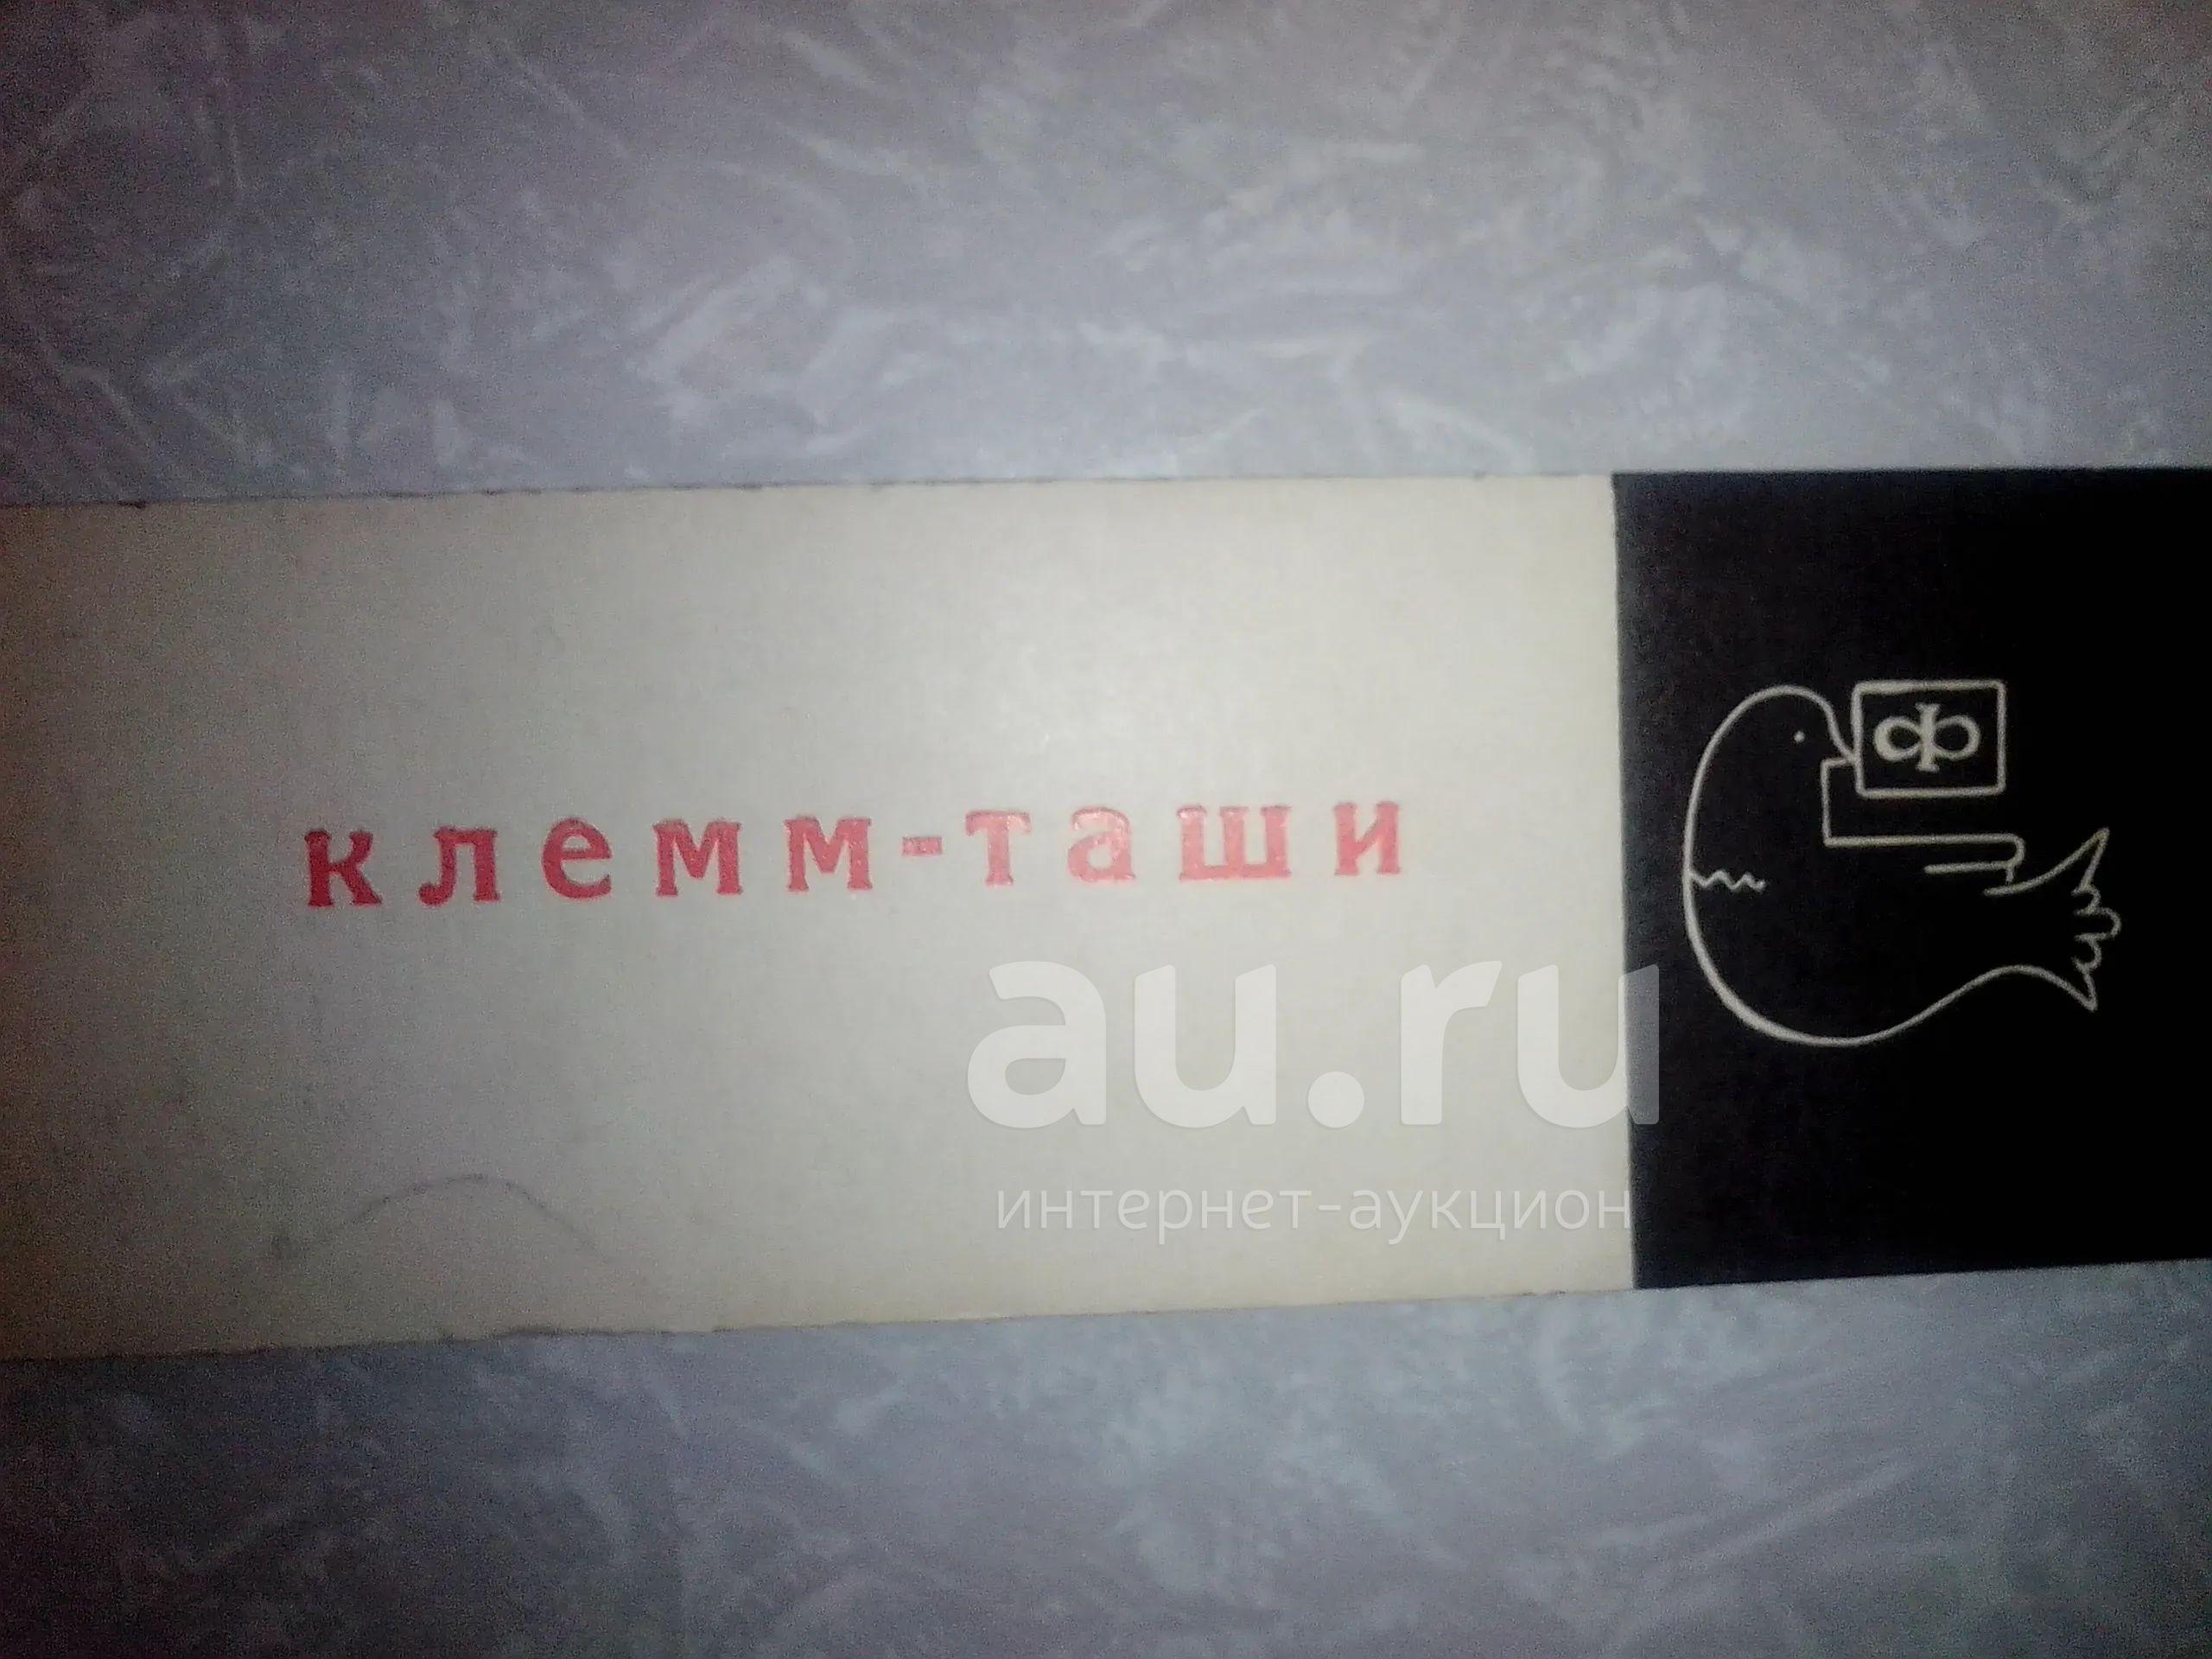 клемм-таши
ф
au.ru
интернет-аукцион